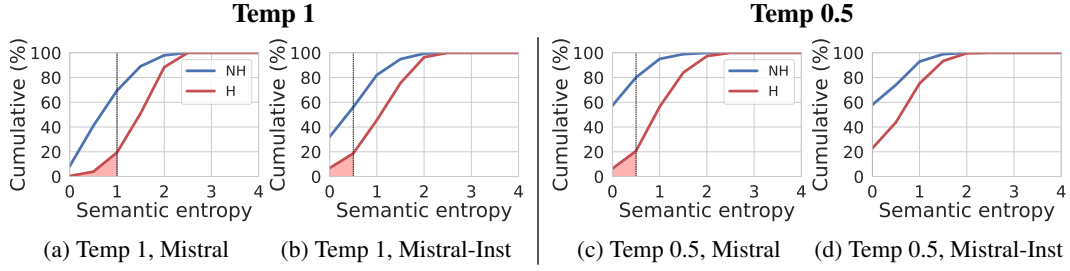 Temp 1
Temp 0.5
Cumulative (%)
100
80
60
40
20
0
0 1 2 3 4
Semantic entropy
NH
H
(a) Temp 1, Mistral
Cumulative (%)
100
80
60
40
20
0
0 1 2 3 4
Semantic entropy
(b) Temp 1, Mistral-Inst
Cumulative (%)
100
80
60
40
20
0
0 1 2 3 4
Semantic entropy
NH
H
(c) Temp 0.5, Mistral
Cumulative (%)
100
80
60
40
20
0
0 1 2 3 4
Semantic entropy
(d) Temp 0.5, Mistral-Inst